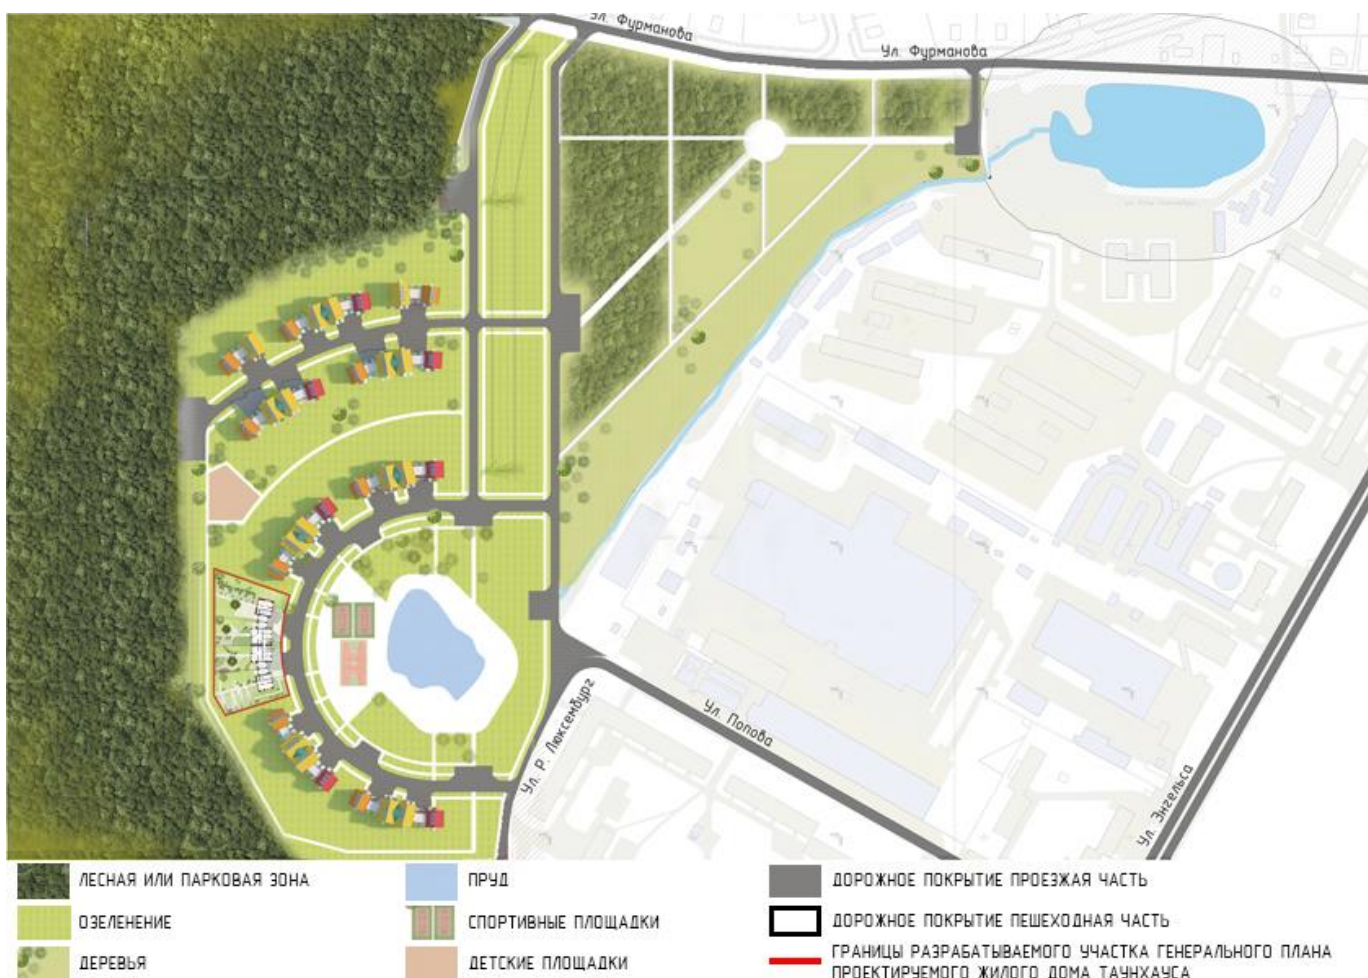 Ул. Фурманова
Ул. Фурманова
Ул. Р. Люксембург
Ул. Попова
Ул. Энгельса
ЛЕСНАЯ ИЛИ ПАРКОВАЯ ЗОНА
ОЗЕЛЕНЕНИЕ
ДЕРЕВЬЯ
ПРУД
СПОРТИВНЫЕ ПЛОЩАДКИ
ДЕТСКИЕ ПЛОЩАДКИ
ДОРОЖНОЕ ПОКРЫТИЕ ПРОЕЗЖАЯ ЧАСТЬ
ДОРОЖНОЕ ПОКРЫТИЕ ПЕШЕХОДНАЯ ЧАСТЬ
ГРАНИЦЫ РАЗРАБАТЫВАЕМОГО УЧАСТКА ГЕНЕРАЛЬНОГО ПЛАНА
ПРОЕКТИРУЕМОГО ЖИЛОГО ДОМА ТАУНХАУСА